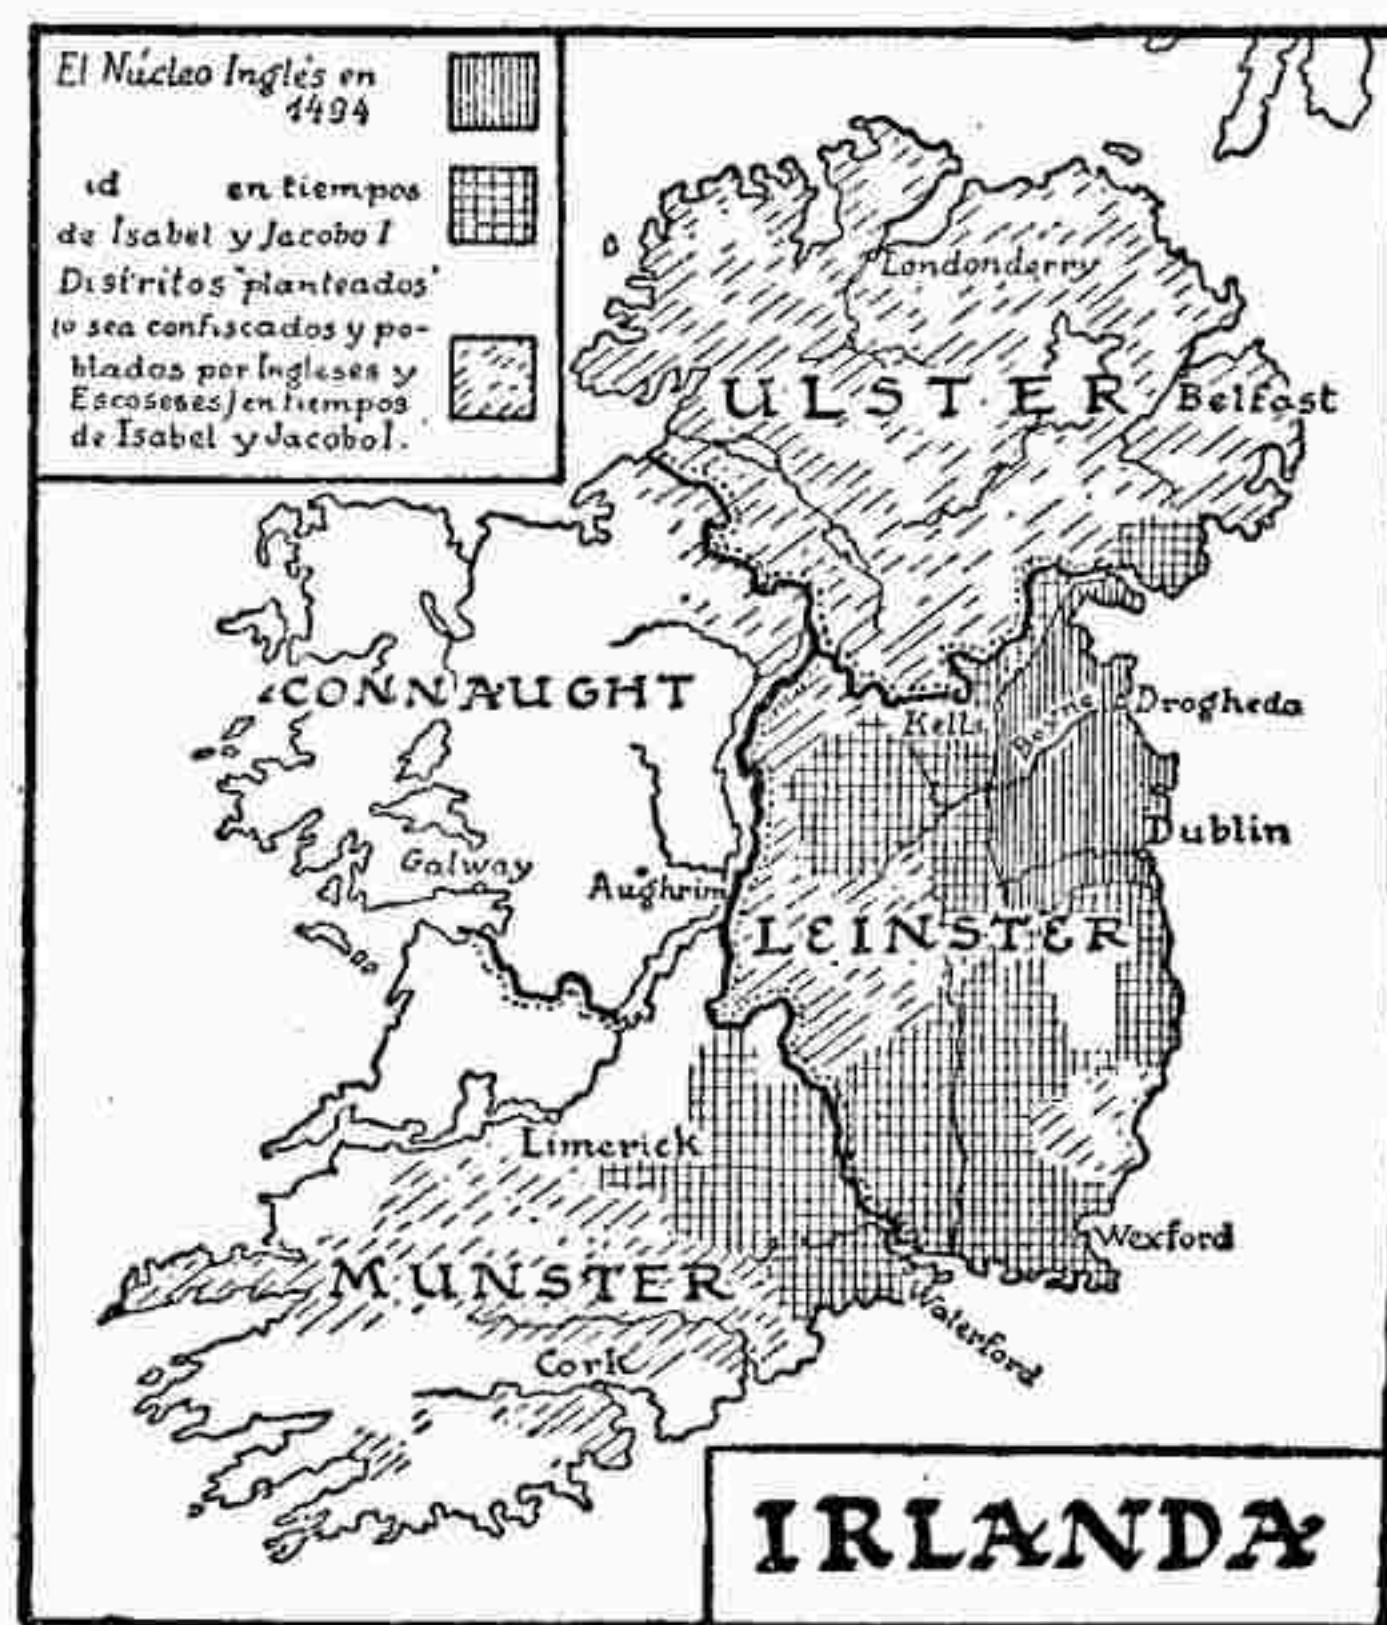 El Núcleo Inglés en
1494
id en tiempos
de Isabel y Jacobo I
Distritos "planteados"
(o sea confiscados y po-
blados por Ingleses y
Escoseses) en tiempos
de Isabel y Jacobo I.
Londonderry
ULSTER
Belfast
CONNAUGHT
Kells
Boyne
Drogheda
Dublin
Galway
Aughrim
LEINSTER
Limerick
Wexford
MUNSTER
Waterford
Cork
IRLANDA